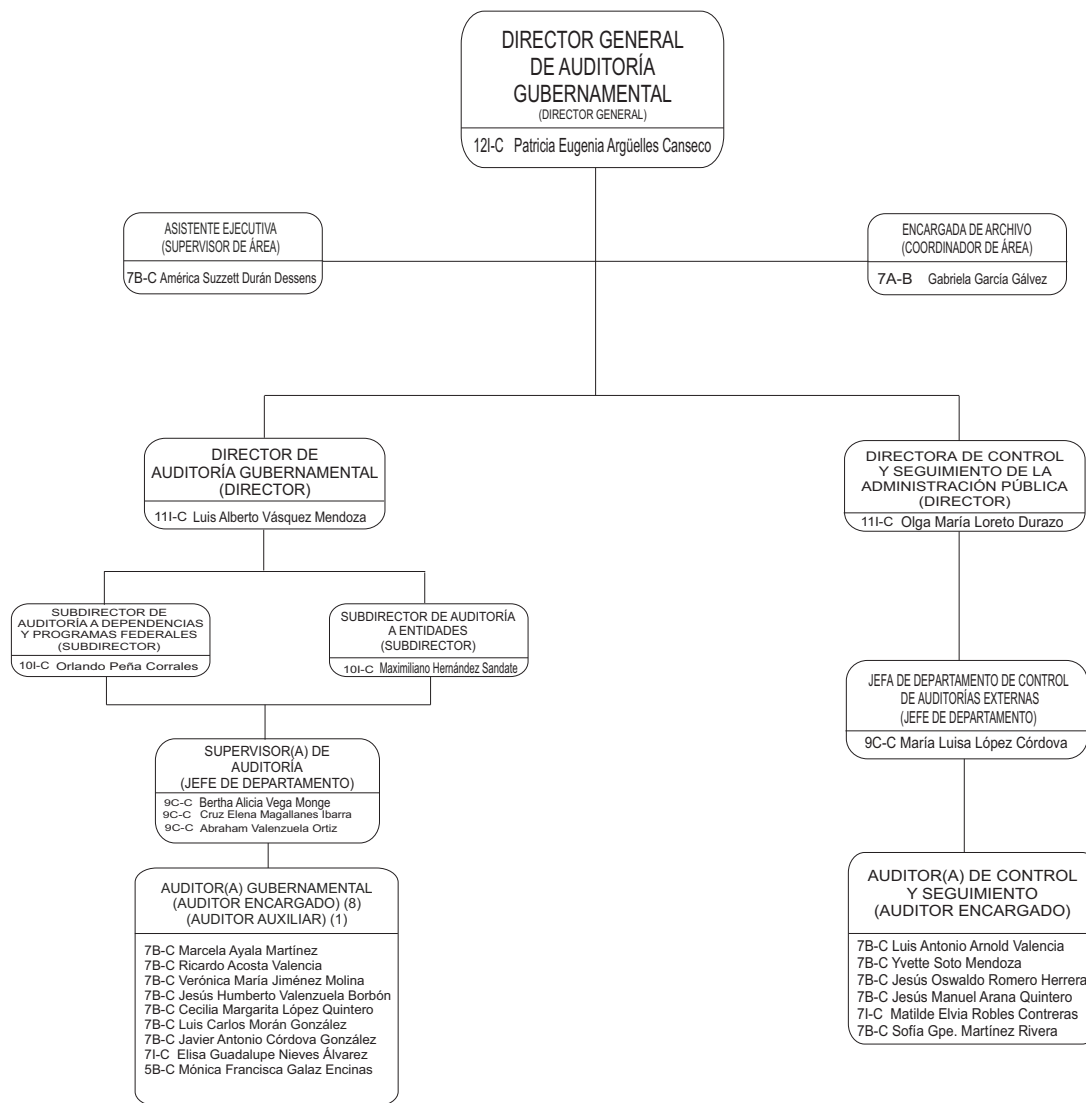 DIRECTOR GENERAL
DE AUDITORÍA
GUBERNAMENTAL
(DIRECTOR GENERAL)
12I-C Patricia Eugenia Argüelles Canseco
ASISTENTE EJECUTIVA
(SUPERVISOR DE ÁREA)
7B-C América Suzzett Durán Dessens
ENCARGADA DE ARCHIVO
(COORDINADOR DE ÁREA)
7A-B Gabriela García Gálvez
DIRECTOR DE
AUDITORÍA GUBERNAMENTAL
(DIRECTOR)
11I-C Luis Alberto Vásquez Mendoza
DIRECTORA DE CONTROL
Y SEGUIMIENTO DE LA
ADMINISTRACIÓN PÚBLICA
(DIRECTOR)
11I-C Olga María Loreto Durazo
SUBDIRECTOR DE
AUDITORÍA A DEPENDENCIAS
Y PROGRAMAS FEDERALES
(SUBDIRECTOR)
10I-C Orlando Peña Corrales
SUBDIRECTOR DE AUDITORÍA
A ENTIDADES
(SUBDIRECTOR)
10I-C Maximiliano Hernández Sandate
JEFA DE DEPARTAMENTO DE CONTROL
DE AUDITORÍAS EXTERNAS
(JEFE DE DEPARTAMENTO)
9C-C María Luisa López Córdova
SUPERVISOR(A) DE
AUDITORÍA
(JEFE DE DEPARTAMENTO)
9C-C Bertha Alicia Vega Monge
9C-C Cruz Elena Magallanes Ibarra
9C-C Abraham Valenzuela Ortiz
AUDITOR(A) GUBERNAMENTAL
(AUDITOR ENCARGADO) (8)
(AUDITOR AUXILIAR) (1)
7B-C Marcela Ayala Martínez
7B-C Ricardo Acosta Valencia
7B-C Verónica María Jiménez Molina
7B-C Jesús Humberto Valenzuela Borbón
7B-C Cecilia Margarita López Quintero
7B-C Luis Carlos Morán González
7B-C Javier Antonio Córdova González
7I-C Elisa Guadalupe Nieves Álvarez
5B-C Mónica Francisca Galaz Encinas
AUDITOR(A) DE CONTROL
Y SEGUIMIENTO
(AUDITOR ENCARGADO)
7B-C Luis Antonio Arnold Valencia
7B-C Yvette Soto Mendoza
7B-C Jesús Oswaldo Romero Herrera
7B-C Jesús Manuel Arana Quintero
7I-C Matilde Elvia Robles Contreras
7B-C Sofía Gpe. Martínez Rivera